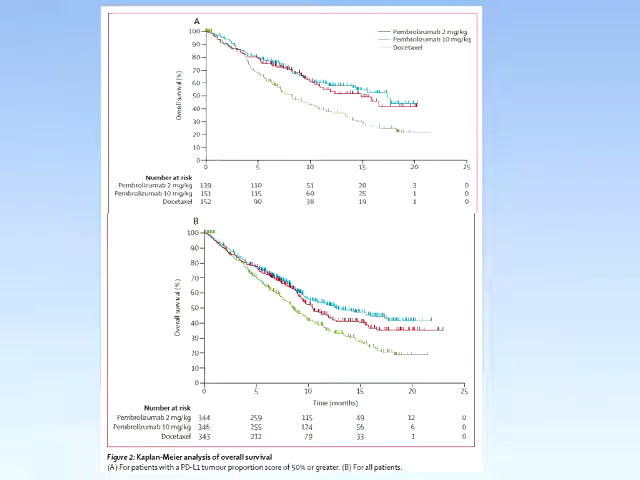 A
Pembrolizumab 2 mg/kg
Pembrolizumab 10 mg/kg
Docetaxel
Overall survival (%)
100
90
80
70
60
50
40
30
20
10
0
0 5 10 15 20 25
Number at risk
Pembrolizumab 2 mg/kg 139 110 51 20 3 0
Pembrolizumab 10 mg/kg 151 115 60 25 1 0
Docetaxel 152 90 38 19 1 0
B
Overall survival (%)
100
90
80
70
60
50
40
30
20
10
0
0 5 10 15 20 25
Time (months)
Number at risk
Pembrolizumab 2 mg/kg 344 259 115 49 12 0
Pembrolizumab 10 mg/kg 346 255 124 56 6 0
Docetaxel 343 212 79 33 1 0
Figure 2: Kaplan-Meier analysis of overall survival
(A) For patients with a PD-L1 tumour proportion score of 50% or greater. (B) For all patients.